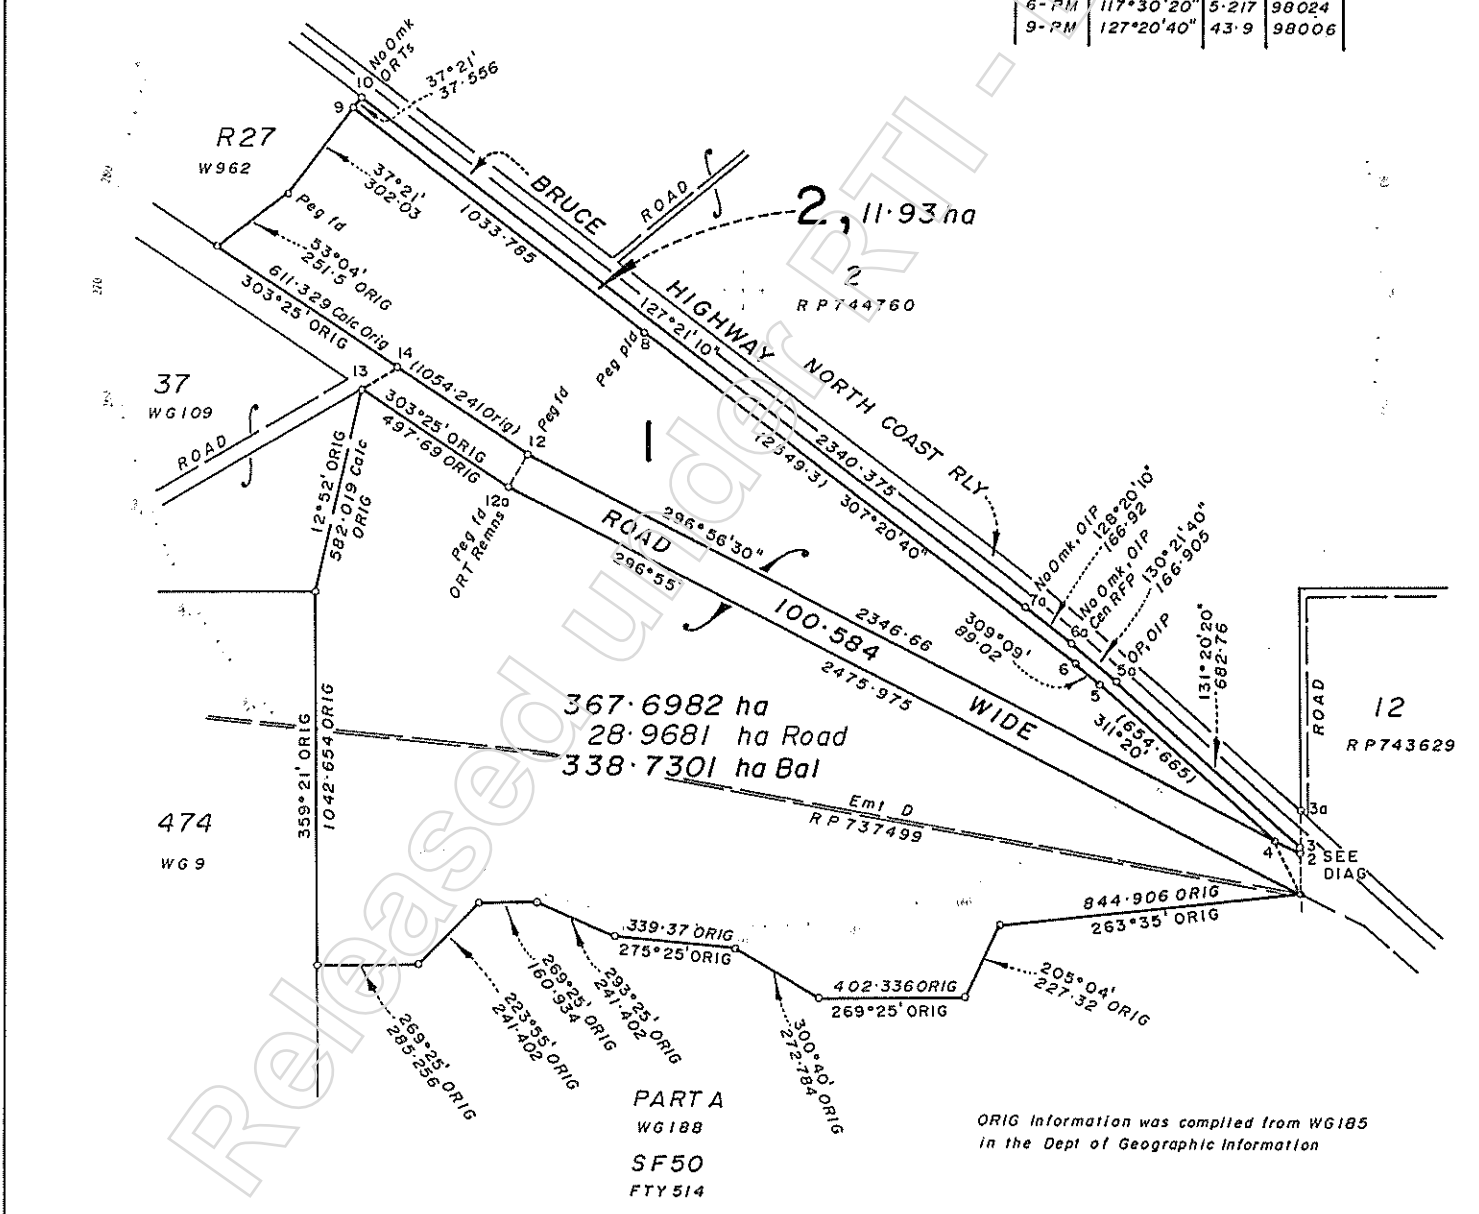 6-PM 117°30'20" 5·217 98024
9-PM 127°20'40" 43·9 98006
No O mk
ORTs
10
9
37°21'
37·556
R27
W962
37°21'
302·03
Peg fd
53°04'
251·5 ORIG
611·329 Calc Orig
303°25' ORIG
1033·785
BRUCE
HIGHWAY
ROAD
2, 11·93 ha
2
RP744760
127°21'10"
Peg pld
8
NORTH COAST RLY
2340·375
(2549·3)
307°20'40"
37
WG109
ROAD
13
14
(1054·241 Orig)
Peg fd
12
303°25' ORIG
497·69 ORIG
12a
Peg fd
ORT Remns
1
12°52' ORIG
582·019 Calc
ORIG
ROAD
100·584
WIDE
296°56'30"
2346·66
296°55'
2475·975
No O mk, OIP
128°20'10"
166·92
7a
No O mk, OIP
Cen RFP
130°21'40"
166·905
6a
OP, OIP
5a
309°09'
89·02
6
5
131°20'20"
682·76
(654·665)
311°20'
ROAD
12
RP743629
3a
3
2
4
SEE
DIAG
367·6982 ha
28·9681 ha Road
338·7301 ha Bal
Emt D
RP737499
359°21' ORIG
1042·654 ORIG
474
WG9
844·906 ORIG
263°35' ORIG
205°04'
227·32 ORIG
402·336 ORIG
269°25' ORIG
300°40'
272·784 ORIG
339·37 ORIG
275°25' ORIG
293°25' ORIG
241·402
269°25' ORIG
160·934
223°55' ORIG
241·402
269°25' ORIG
285·256
PART A
WG188
SF50
FTY 514
ORIG Information was compiled from WG185
in the Dept of Geographic Information
Released under RTI -